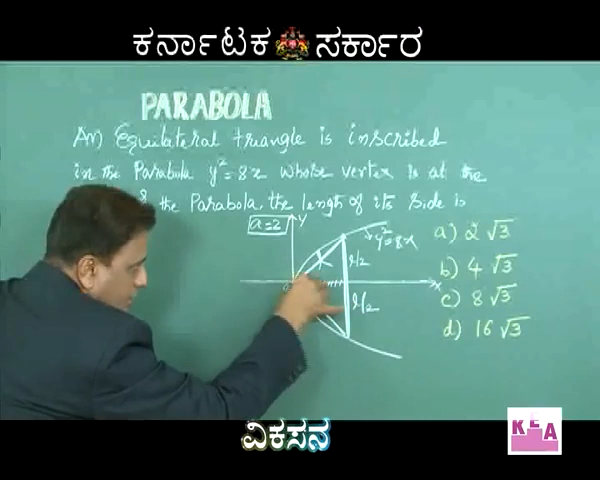 ಕರ್ನಾಟಕ ಸರ್ಕಾರ
PARABOLA
An Equilateral triangle is inscribed
in the Parabola y²=8x whose vertex is at the
the Parabola, the length of its side is
a=2
Y
y²=8x
a) 2√3
l
l/2
b) 4√3
X
l/2
c) 8√3
d) 16√3
ವಿಕಸನ
KEA